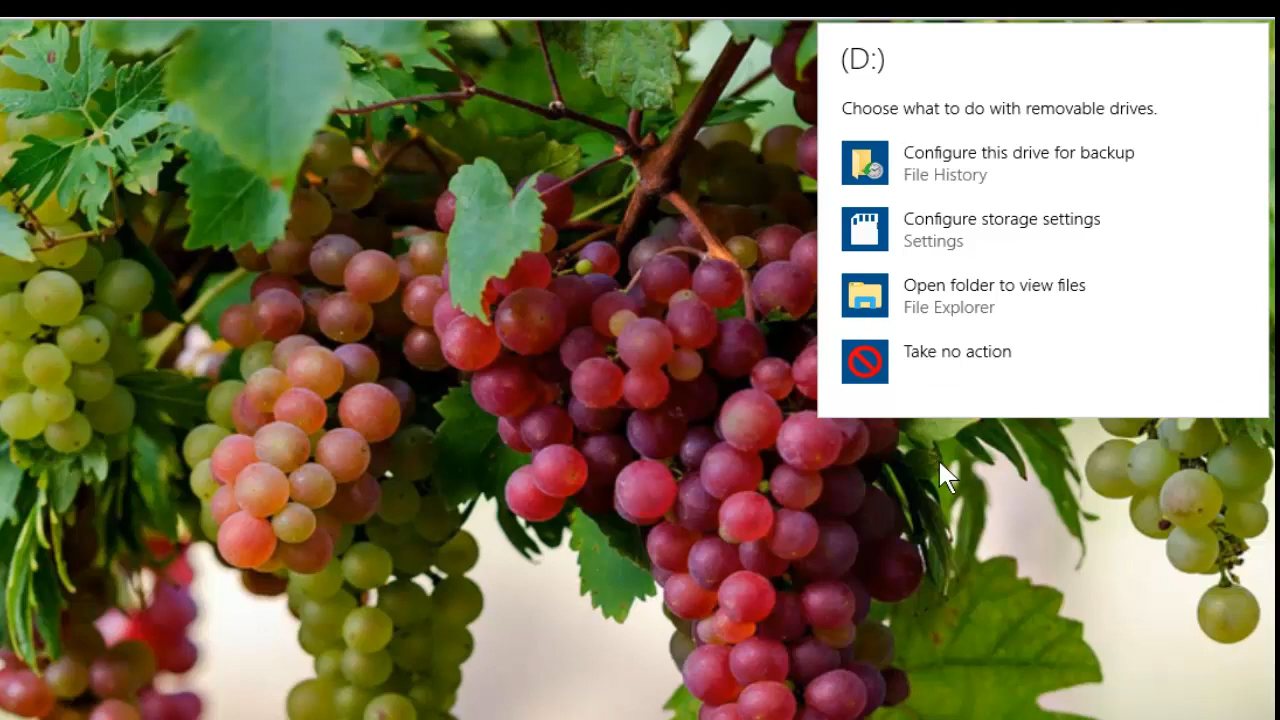 (D:)
Choose what to do with removable drives.
Configure this drive for backup
File History
Configure storage settings
Settings
Open folder to view files
File Explorer
Take no action